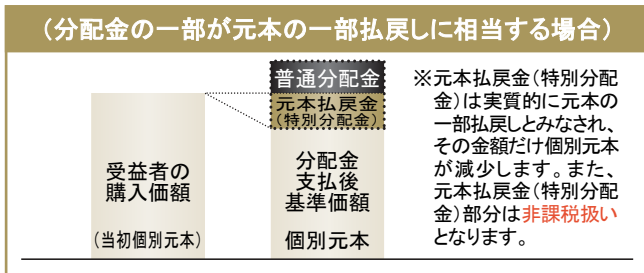 （分配金の一部が元本の一部払戻しに相当する場合）
普通分配金
元本払戻金
（特別分配金）
受益者の
購入価額
（当初個別元本）
分配金
支払後
基準価額
個別元本
※元本払戻金（特別分配
金）は実質的に元本の
一部払戻しとみなされ、
その金額だけ個別元本
が減少します。また、
元本払戻金（特別分配
金）部分は非課税扱い
となります。